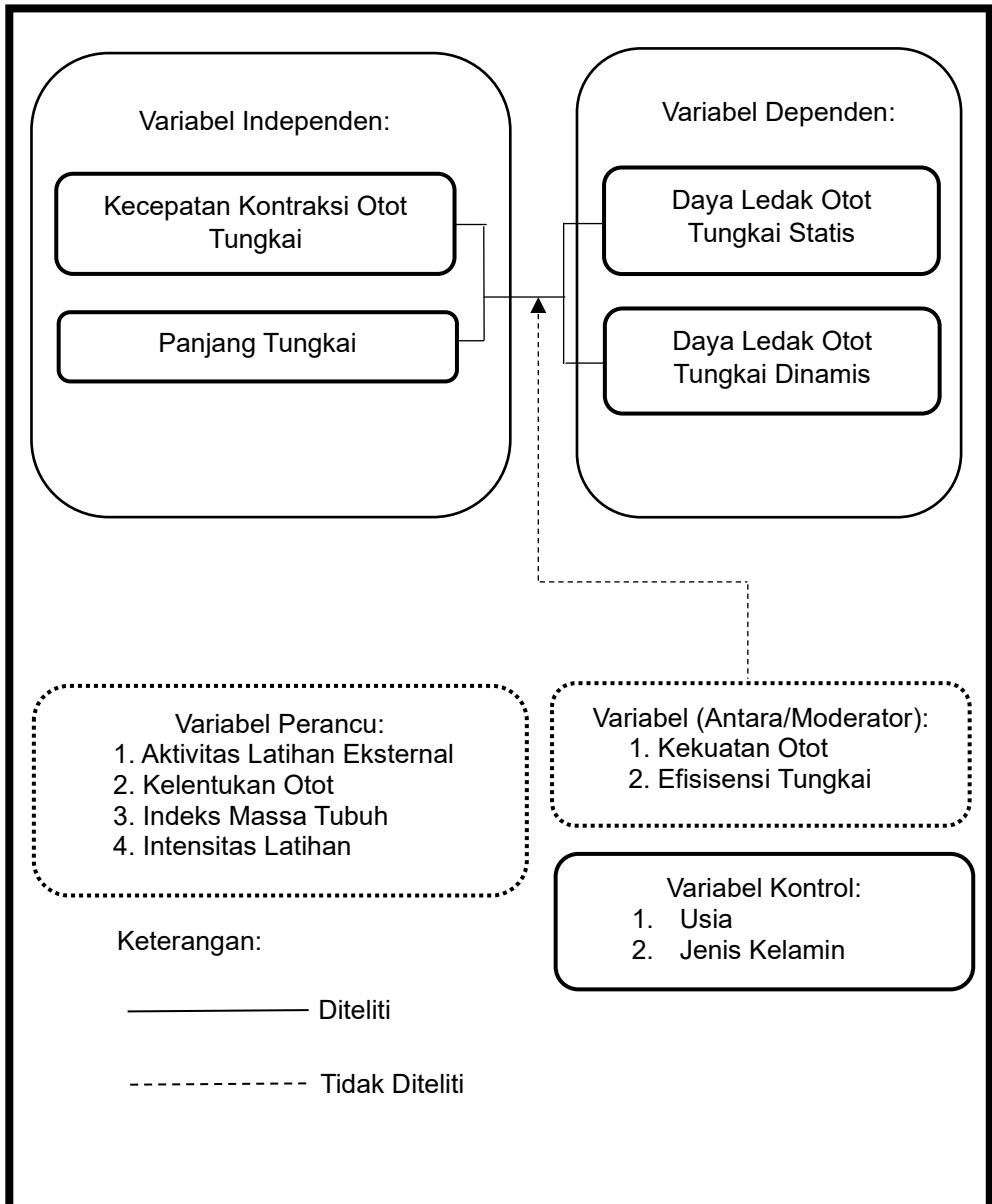 Variabel Independen:
Kecepatan Kontraksi Otot
Tungkai
Panjang Tungkai
Variabel Dependen:
Daya Ledak Otot
Tungkai Statis
Daya Ledak Otot
Tungkai Dinamis
Variabel Perancu:
1. Aktivitas Latihan Eksternal
2. Kelentukan Otot
3. Indeks Massa Tubuh
4. Intensitas Latihan
Variabel (Antara/Moderator):
1. Kekuatan Otot
2. Efisisensi Tungkai
Variabel Kontrol:
1. Usia
2. Jenis Kelamin
Keterangan:
Diteliti
Tidak Diteliti